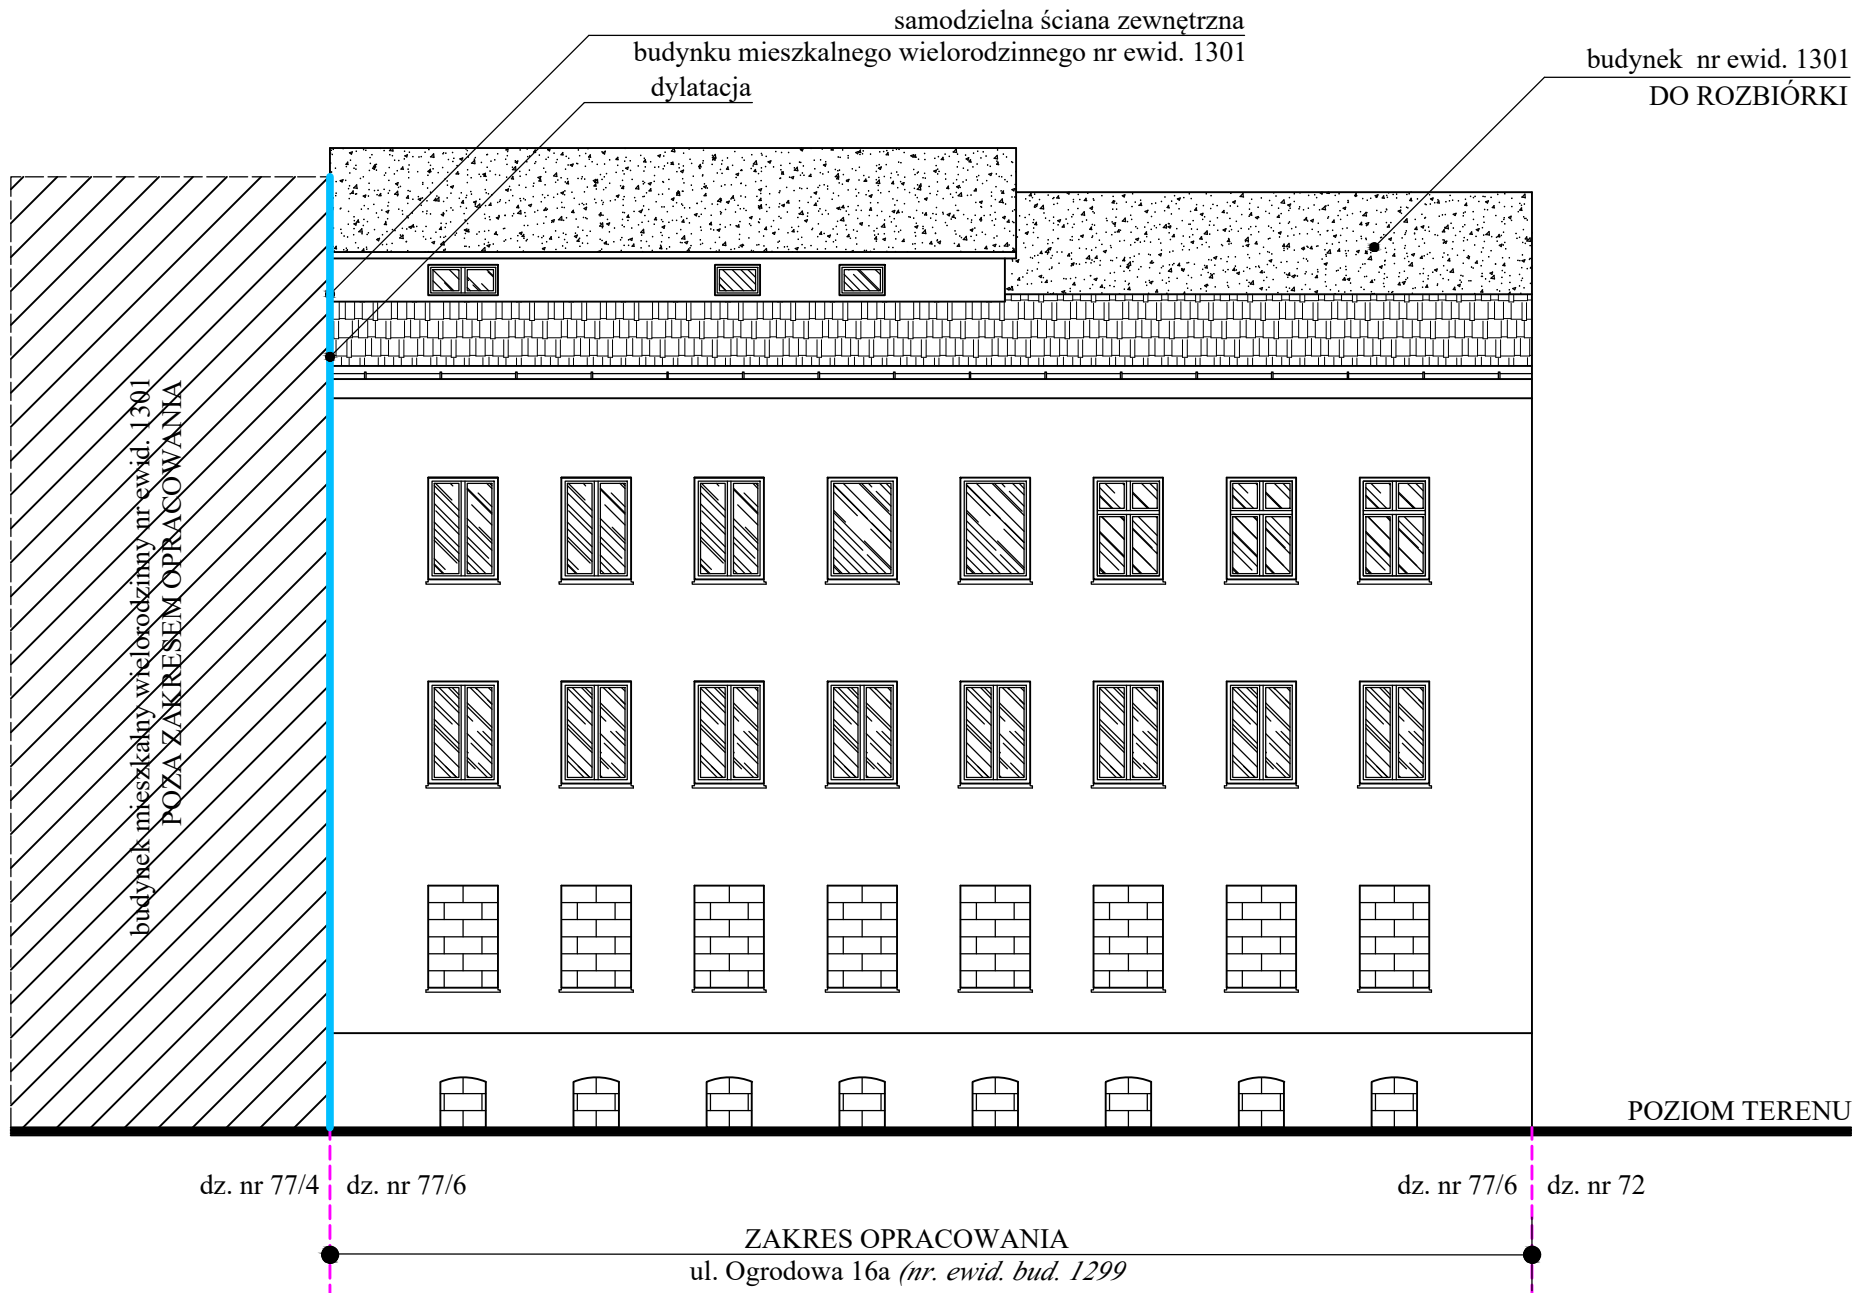 samodzielna ściana zewnętrzna
budynku mieszkalnego wielorodzinnego nr ewid. 1301
dylatacja
budynek nr ewid. 1301
DO ROZBIÓRKI
budynek mieszkalny wielorodzinny nr ewid. 1301
POZA ZAKRESEM OPRACOWANIA
POZIOM TERENU
dz. nr 77/4 dz. nr 77/6
dz. nr 77/6 dz. nr 72
ZAKRES OPRACOWANIA
ul. Ogrodowa 16a (nr. ewid. bud. 1299